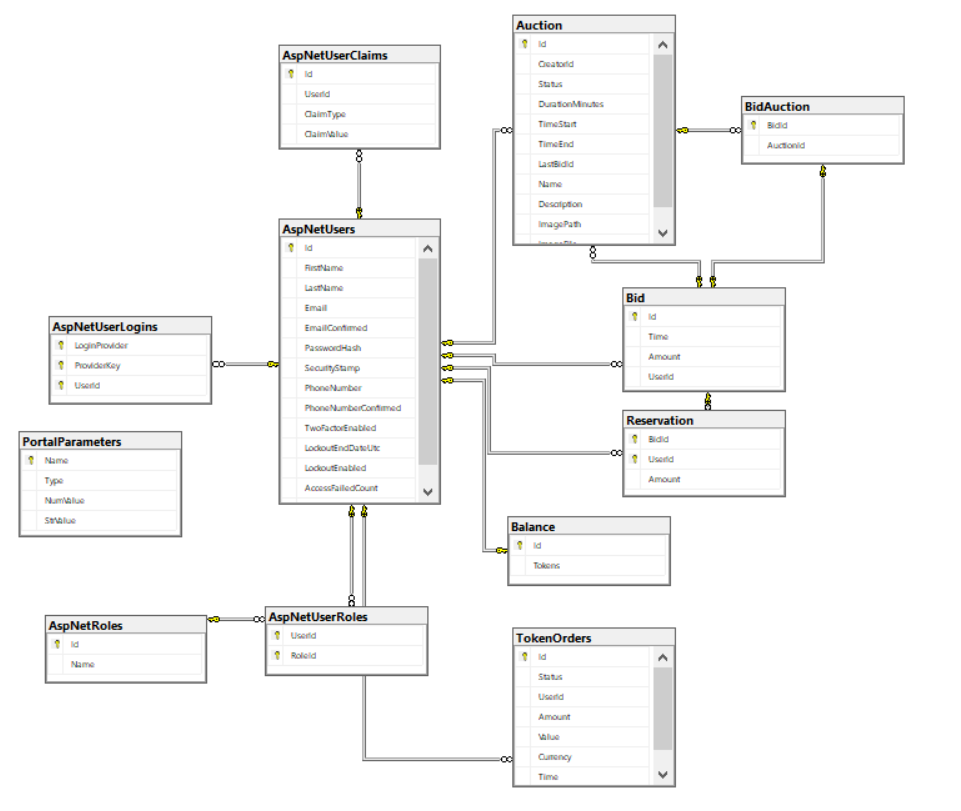 Auction
Id
CreatorId
Status
DurationMinutes
TimeStart
TimeEnd
LastBidId
Name
Description
ImagePath
AspNetUserClaims
Id
UserId
ClaimType
ClaimValue
BidAuction
BidId
AuctionId
AspNetUsers
Id
FirstName
LastName
Email
EmailConfirmed
PasswordHash
SecurityStamp
PhoneNumber
PhoneNumberConfirmed
TwoFactorEnabled
LockoutEndDateUtc
LockoutEnabled
AccessFailedCount
Bid
Id
Time
Amount
UserId
AspNetUserLogins
LoginProvider
ProviderKey
UserId
Reservation
BidId
UserId
Amount
PortalParameters
Name
Type
NumValue
StrValue
Balance
Id
Tokens
AspNetRoles
Id
Name
AspNetUserRoles
UserId
RoleId
TokenOrders
Id
Status
UserId
Amount
Value
Currency
Time